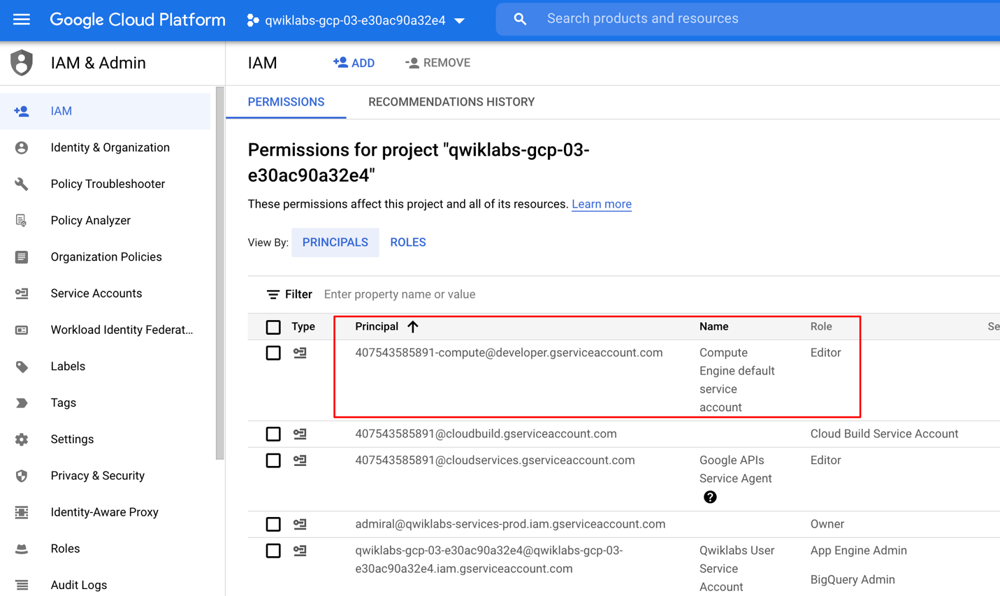 Google Cloud Platform
qwiklabs-gcp-03-e30ac90a32e4
Search products and resources
IAM & Admin
IAM
ADD
REMOVE
IAM
Identity & Organization
Policy Troubleshooter
Policy Analyzer
Organization Policies
Service Accounts
Workload Identity Federat...
Labels
Tags
Settings
Privacy & Security
Identity-Aware Proxy
Roles
Audit Logs
PERMISSIONS
RECOMMENDATIONS HISTORY
Permissions for project "qwiklabs-gcp-03-
e30ac90a32e4"
These permissions affect this project and all of its resources. Learn more
View By: PRINCIPALS ROLES
Filter Enter property name or value
Type Principal Name Role Se
407543585891-compute@developer.gserviceaccount.com Compute Editor
Engine default
service
account
407543585891@cloudbuild.gserviceaccount.com Cloud Build Service Account
407543585891@cloudservices.gserviceaccount.com Google APIs Editor
Service Agent
?
admiral@qwiklabs-services-prod.iam.gserviceaccount.com Owner
qwiklabs-gcp-03-e30ac90a32e4@qwiklabs-gcp-03- Qwiklabs User App Engine Admin
e30ac90a32e4.iam.gserviceaccount.com Service
BigQuery Admin
Account